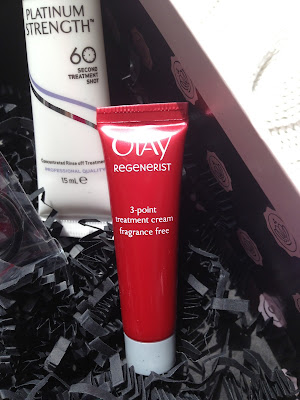 PLATINUM
STRENGTH™
60
SECOND
TREATMENT
SHOT
Concentrated Rinse off Treatment
PROFESSIONAL QUALITY
15 mL e
OLAY
REGENERIST
3-point
treatment cream
fragrance free